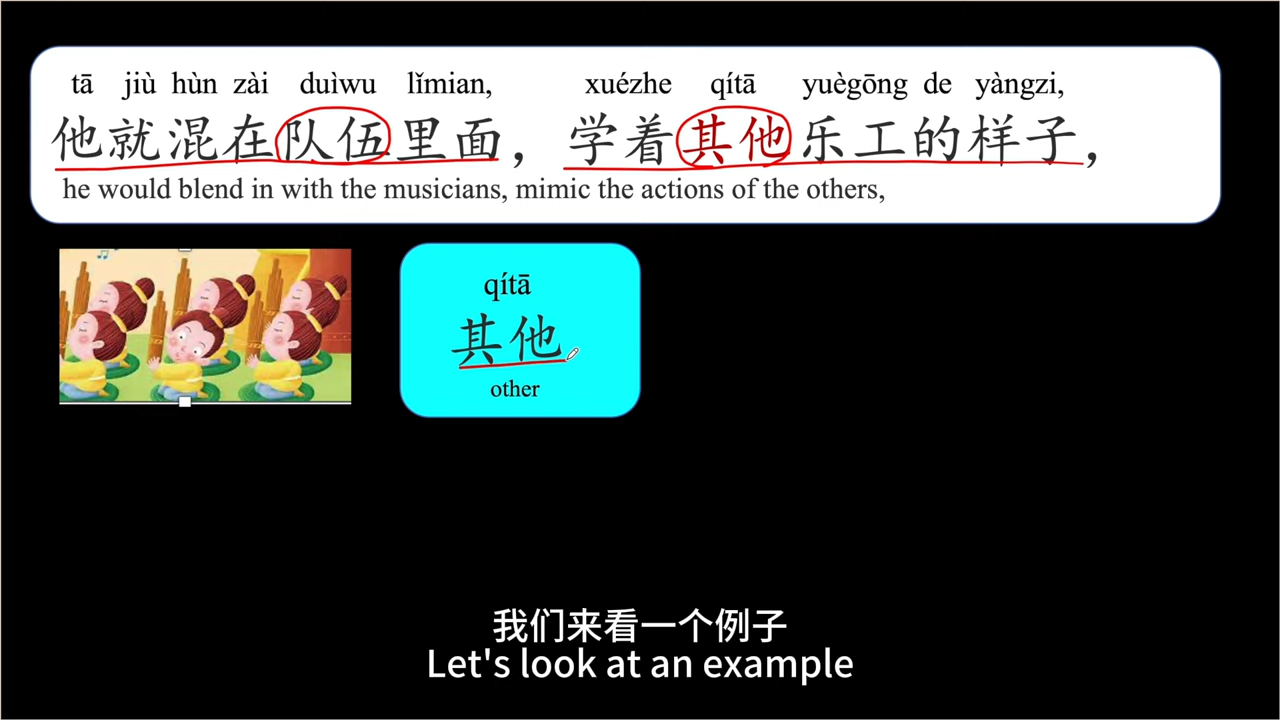 tā jiù hùn zài duìwu lǐmian, xuézhe qítā yuègōng de yàngzi,
他就混在队伍里面，学着其他乐工的样子，
he would blend in with the musicians, mimic the actions of the others,
qítā
其他
other
我们来看一个例子
Let's look at an example